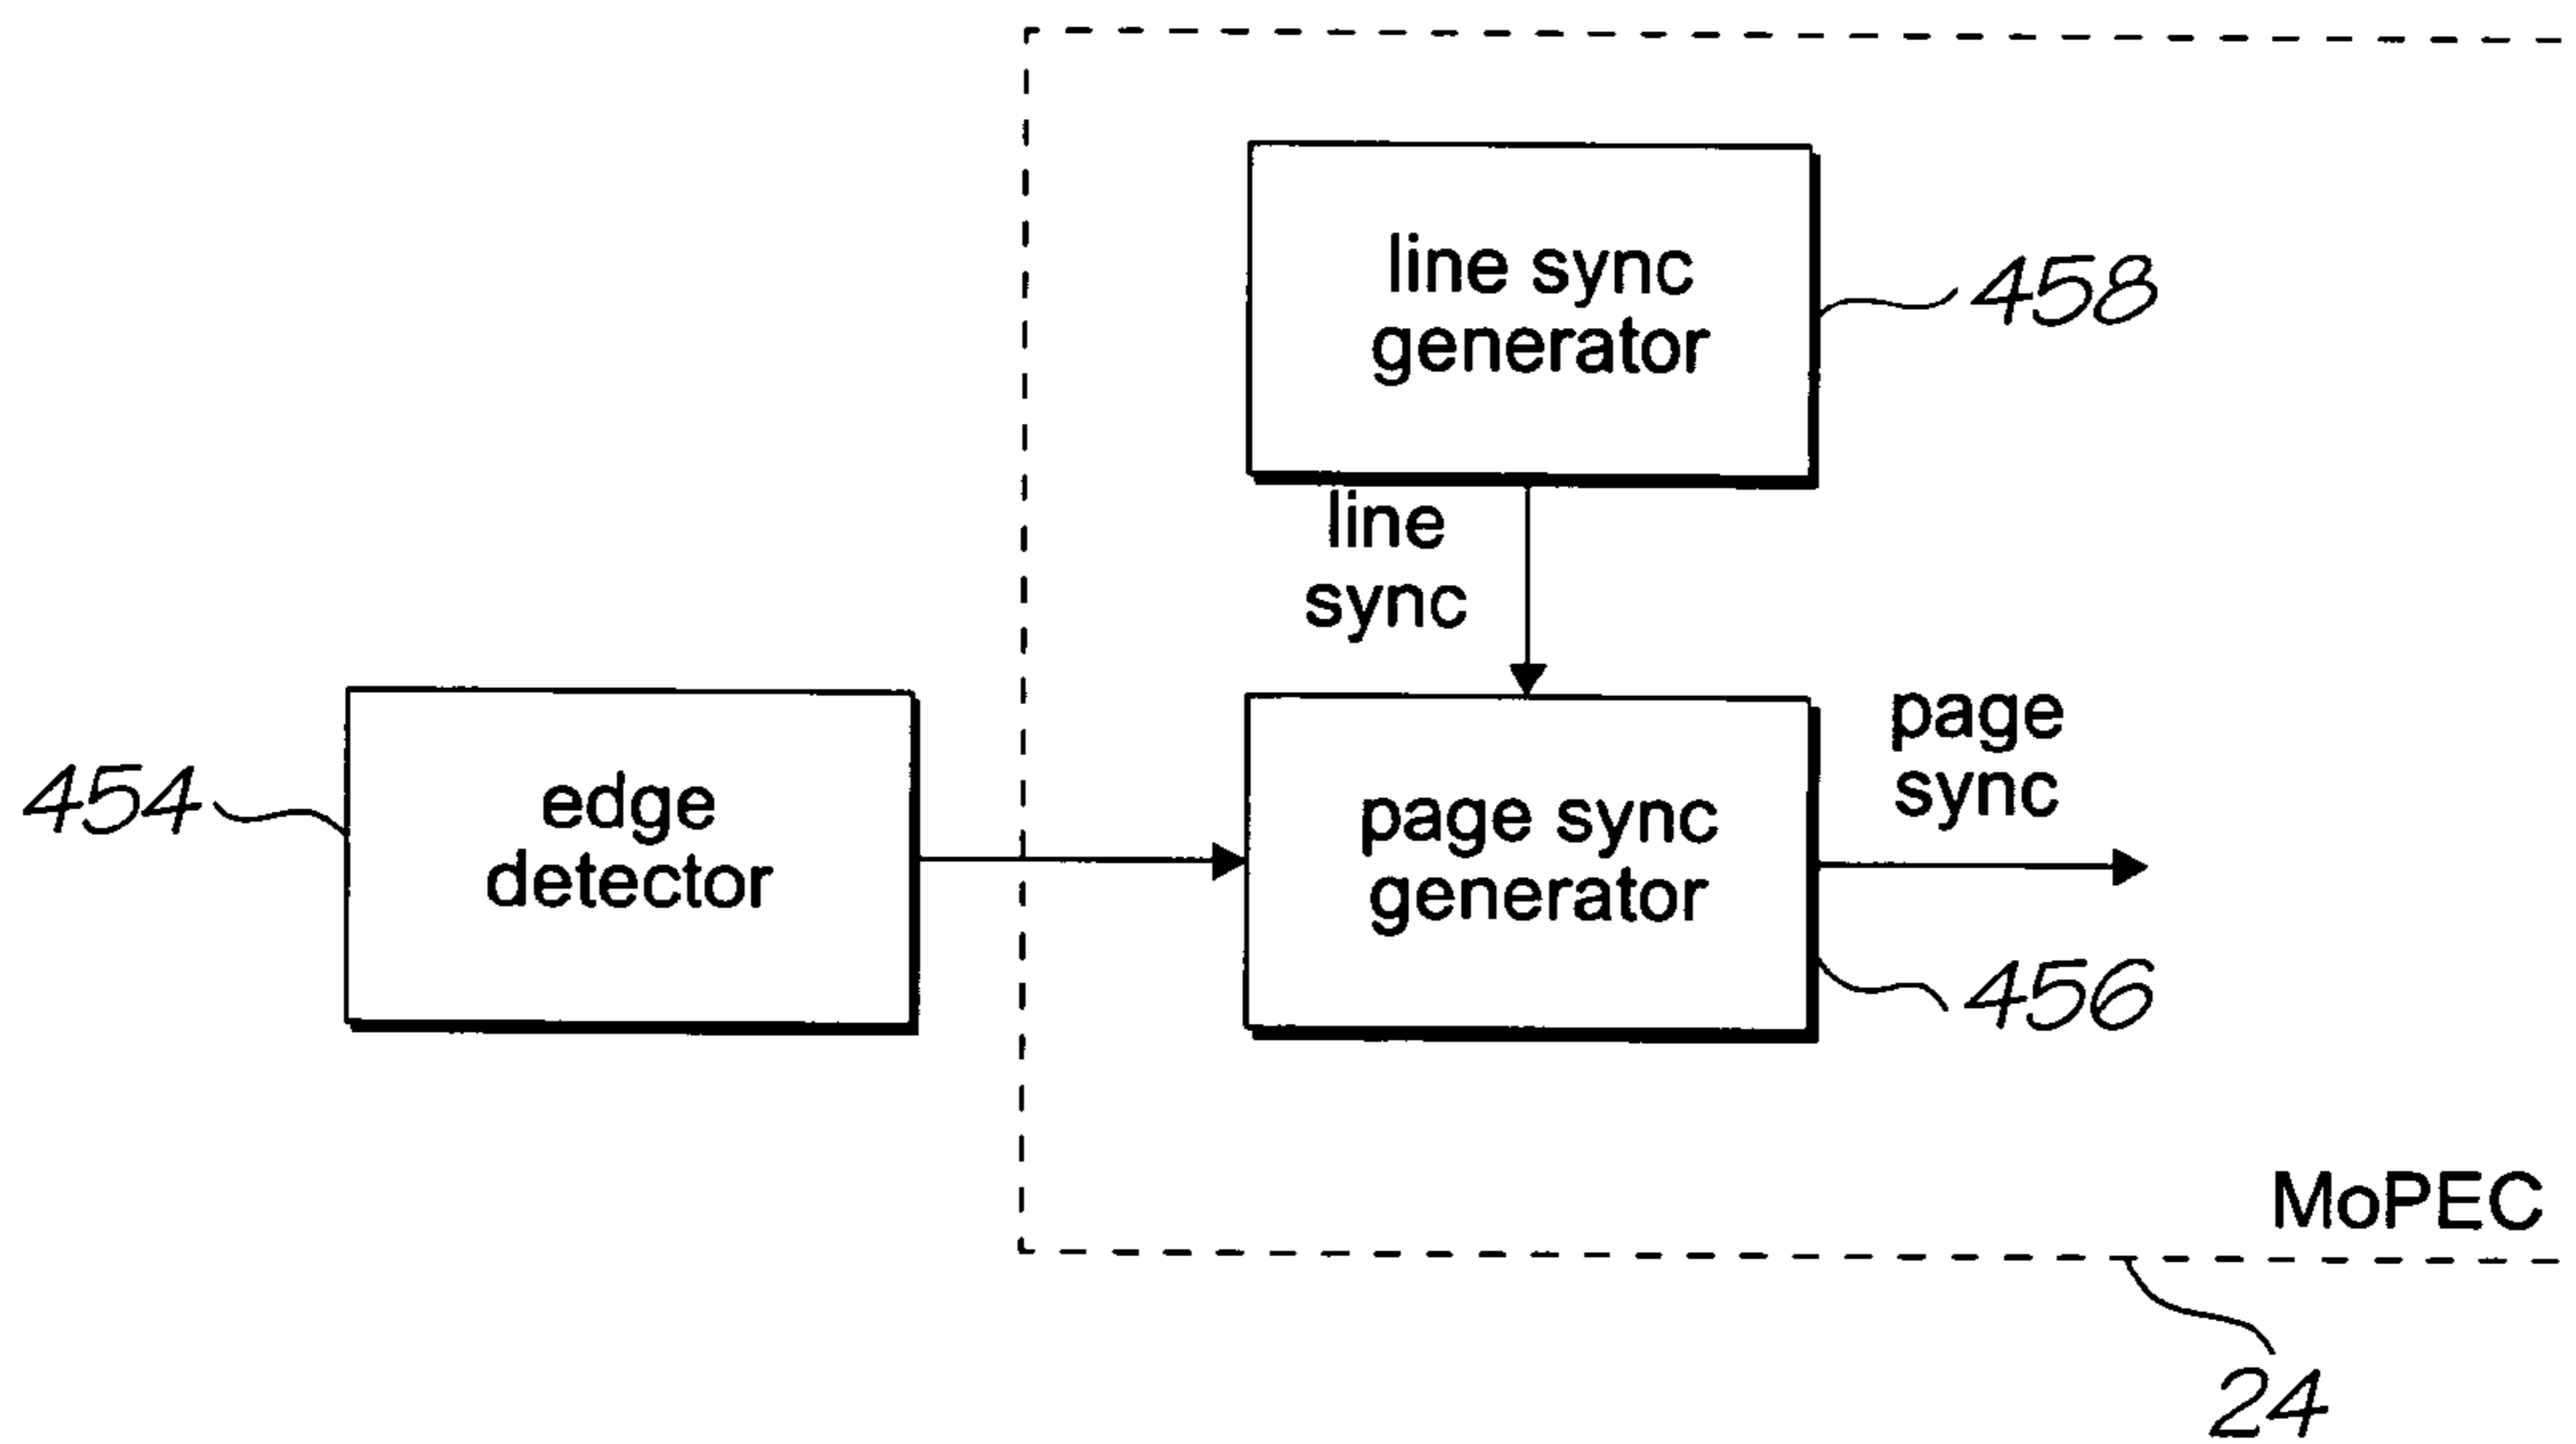 line sync
generator
458
line
sync
454
edge
detector
page sync
generator
page
sync
456
MoPEC
24